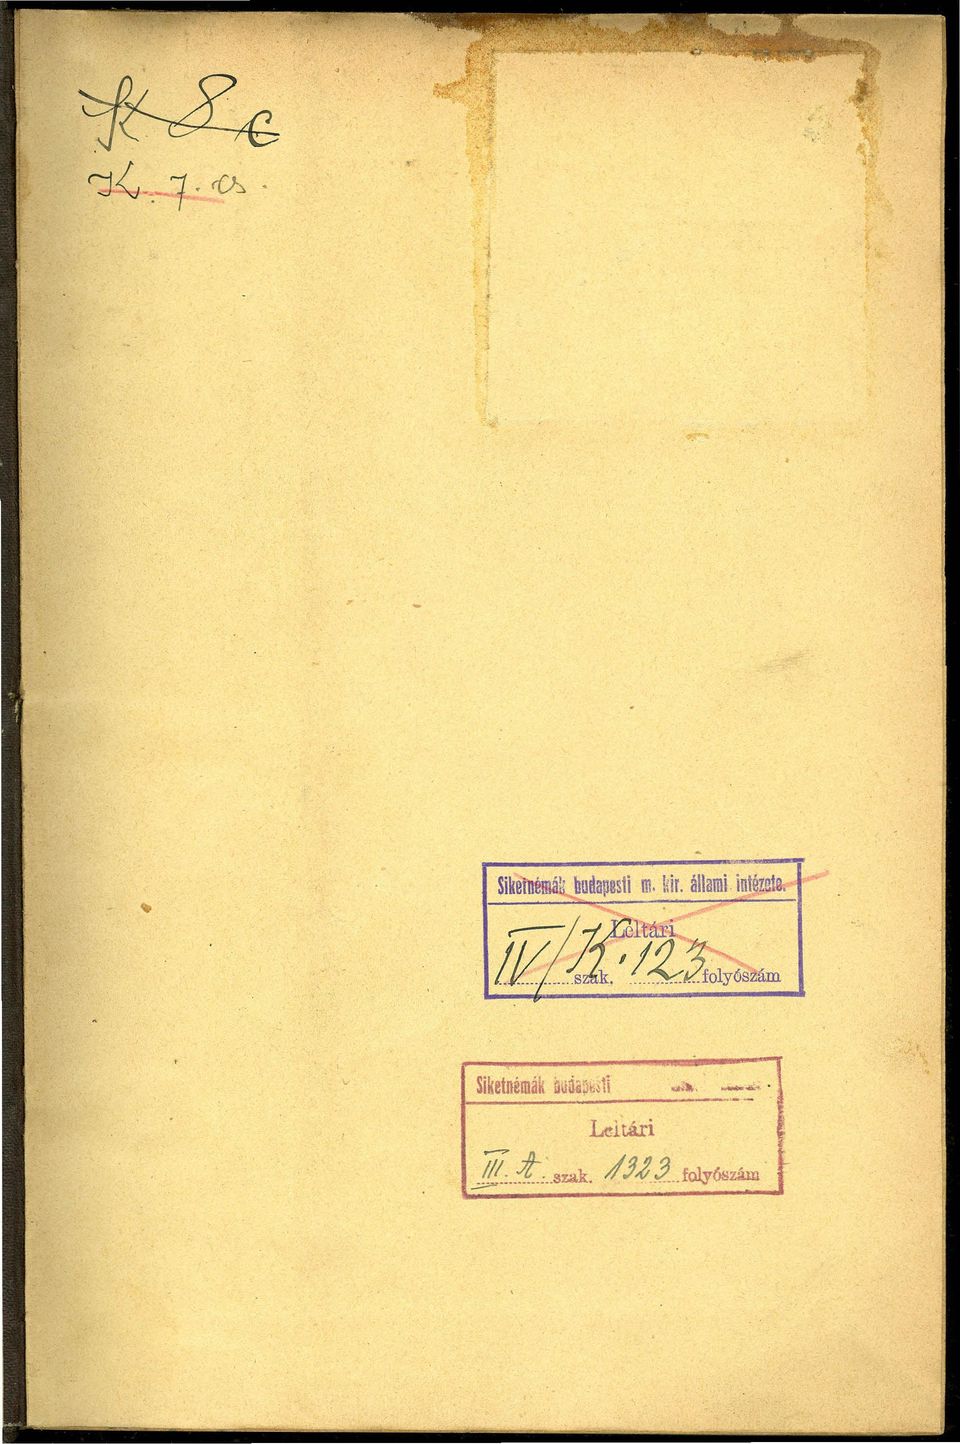 K 8 c
K. 7. cs.
Siketnémák budapesti m. kir. állami intézete.
Leltári
IV/K. szak. 123 folyószám
Siketnémák budapesti
Leltári
III. A. szak. 1323 folyószám